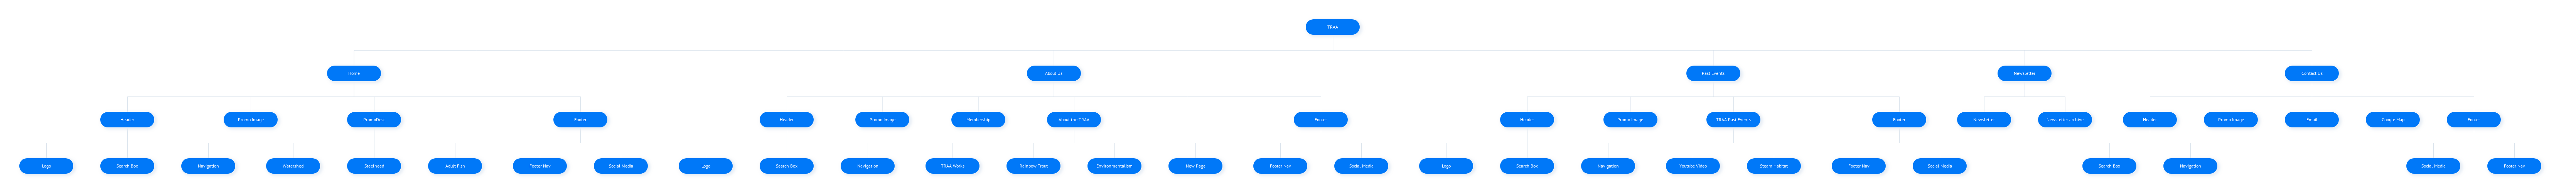 TRAA
Home
About Us
Past Events
Newsletter
Contact Us
Header
Promo Image
PromoDesc
Footer
Header
Promo Image
Membership
About the TRAA
Footer
Header
Promo Image
TRAA Past Events
Footer
Newsletter
Newsletter archive
Header
Promo Image
Email
Google Map
Footer
Logo
Search Box
Navigation
Watershed
Steelhead
Adult Fish
Footer Nav
Social Media
Logo
Search Box
Navigation
TRAA Works
Rainbow Trout
Environmentalism
New Page
Footer Nav
Social Media
Logo
Search Box
Navigation
Youtube Video
Steam Habitat
Footer Nav
Social Media
Search Box
Navigation
Social Media
Footer Nav